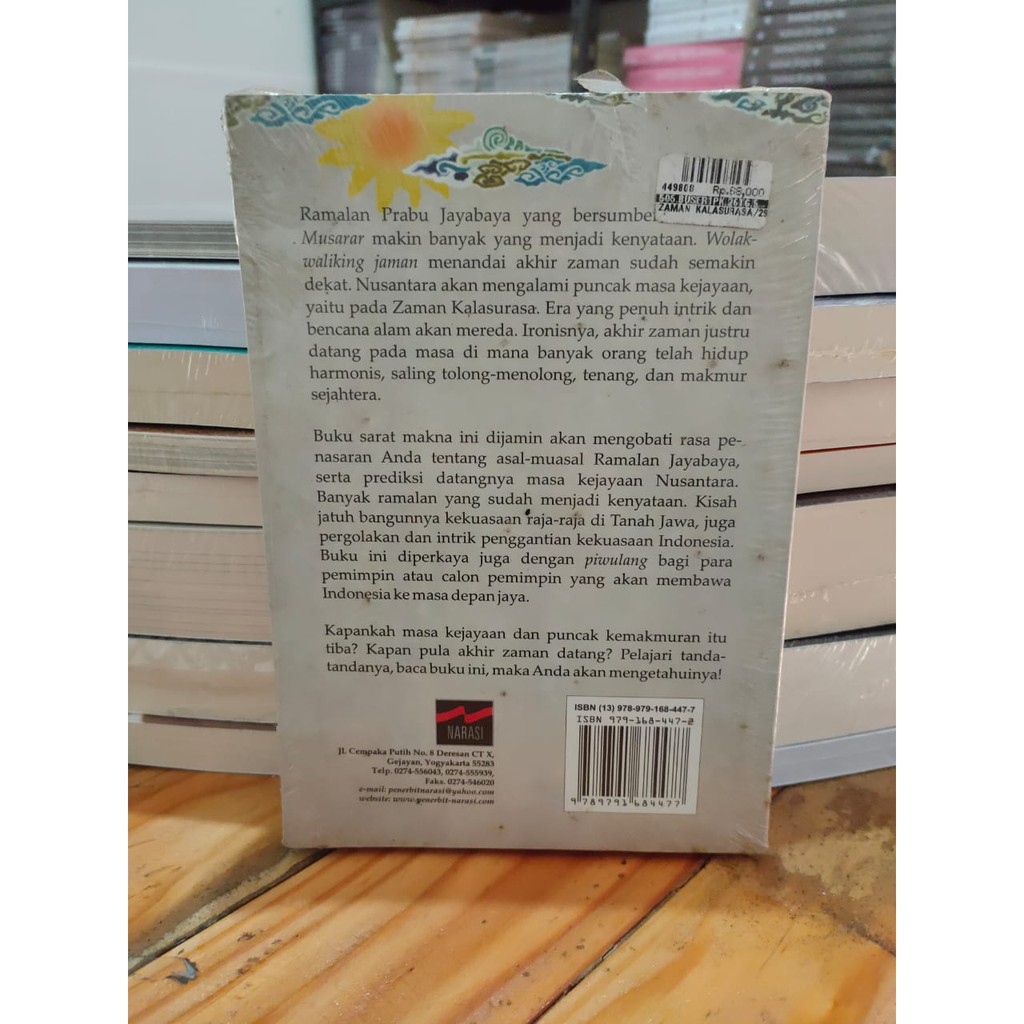 449808 Rp.68,000
ZAMAN KALASURASA/29
Ramalan Prabu Jayabaya yang bersumbe
Musarar makin banyak yang menjadi kenyataan. Wolak-
waliking jaman menandai akhir zaman sudah semakin
dekat. Nusantara akan mengalami puncak masa kejayaan,
yaitu pada Zaman Kalasurasa. Era yang penuh intrik dan
bencana alam akan mereda. Ironisnya, akhir zaman justru
datang pada masa di mana banyak orang telah hidup
harmonis, saling tolong-menolong, tenang, dan makmur
sejahtera.
Buku sarat makna ini dijamin akan mengobati rasa pe-
nasaran Anda tentang asal-muasal Ramalan Jayabaya,
serta prediksi datangnya masa kejayaan Nusantara.
Banyak ramalan yang sudah menjadi kenyataan. Kisah
jatuh bangunnya kekuasaan raja-raja di Tanah Jawa, juga
pergolakan dan intrik penggantian kekuasaan Indonesia.
Buku ini diperkaya juga dengan piwulang bagi para
pemimpin atau calon pemimpin yang akan membawa
Indonesia ke masa depan jaya.
Kapankah masa kejayaan dan puncak kemakmuran itu
tiba? Kapan pula akhir zaman datang? Pelajari tanda-
tandanya, baca buku ini, maka Anda akan mengetahuinya!
NARASI
Jl. Cempaka Putih No. 8 Deresan CT X,
Gejayan, Yogyakarta 55283
Telp. 0274-556043, 0274-555939,
Faks. 0274-546020
e-mail: penerbitnarasi@yahoo.com
website: www.penerbit-narasi.com
ISBN (13) 978-979-168-447-7
ISBN 979-168-447-2
9 789791 684477